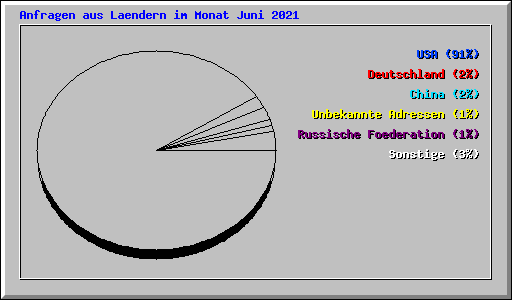 Anfragen aus Laendern im Monat Juni 2021
USA (91%)
Deutschland (2%)
China (2%)
Unbekannte Adressen (1%)
Russische Foederation (1%)
Sonstige (3%)